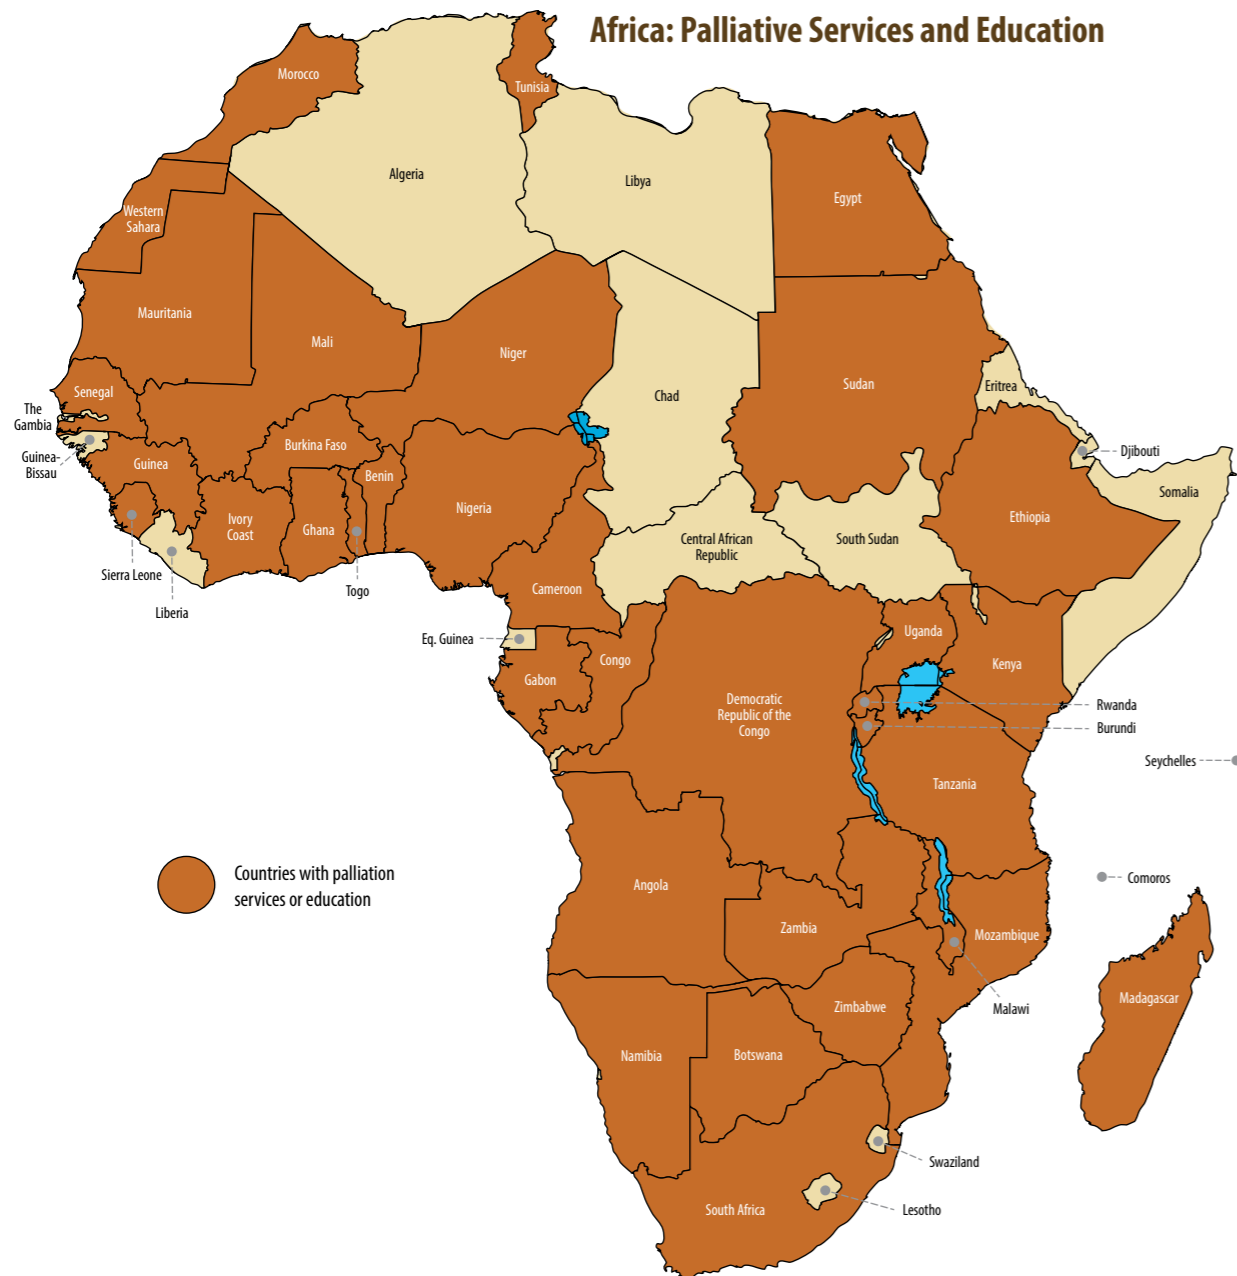 Africa: Palliative Services and Education
Morocco
Tunisia
Algeria
Libya
Egypt
Western
Sahara
Mauritania
Mali
Niger
Chad
Sudan
Eritrea
Senegal
The
Gambia
Guinea-
Bissau
Guinea
Burkina Faso
Benin
Djibouti
Somalia
Nigeria
Ivory
Coast
Ghana
Ethiopia
Central African
Republic
South Sudan
Sierra Leone
Togo
Liberia
Cameroon
Eq. Guinea
Uganda
Congo
Kenya
Gabon
Democratic
Republic of the
Congo
Rwanda
Burundi
Seychelles
Tanzania
Countries with palliation
services or education
Angola
Comoros
Zambia
Mozambique
Madagascar
Malawi
Zimbabwe
Namibia
Botswana
Swaziland
South Africa
Lesotho